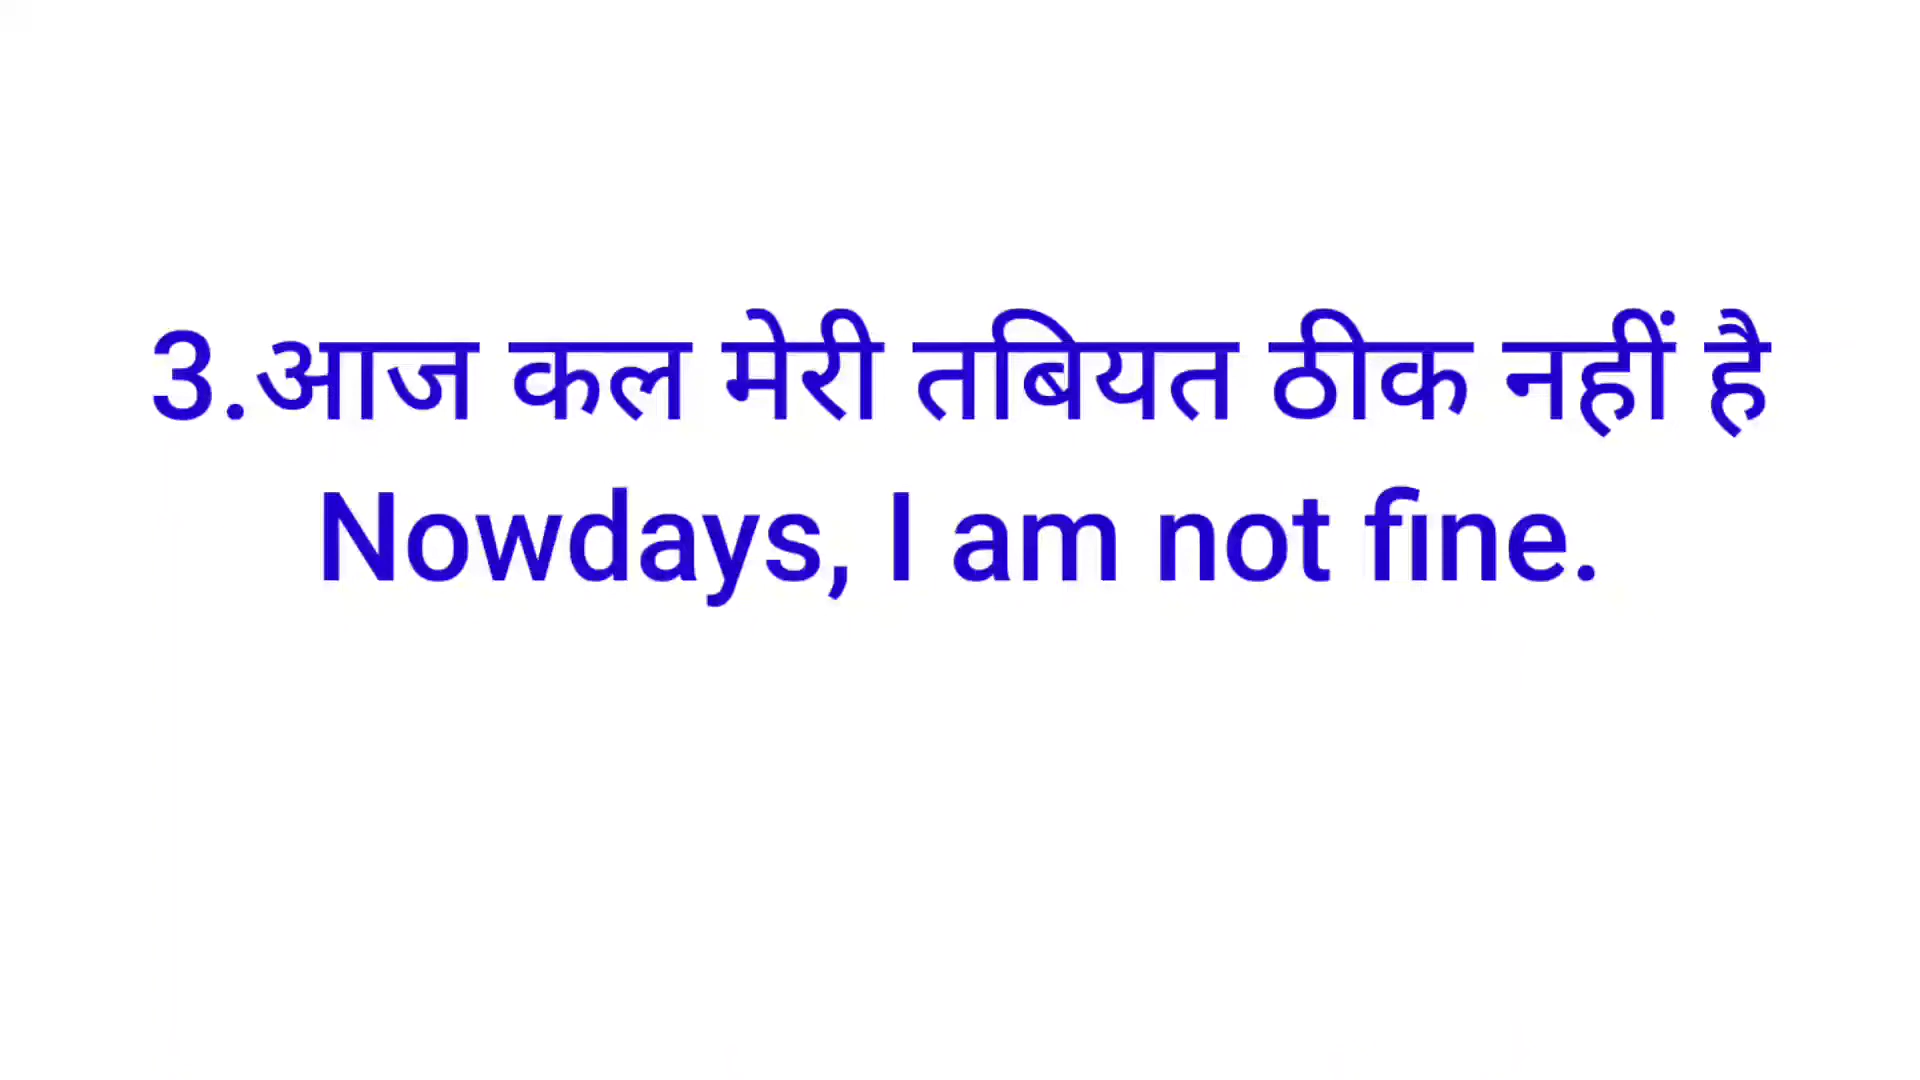 3.आज कल मेरी तबियत ठीक नहीं है
Nowdays, I am not fine.